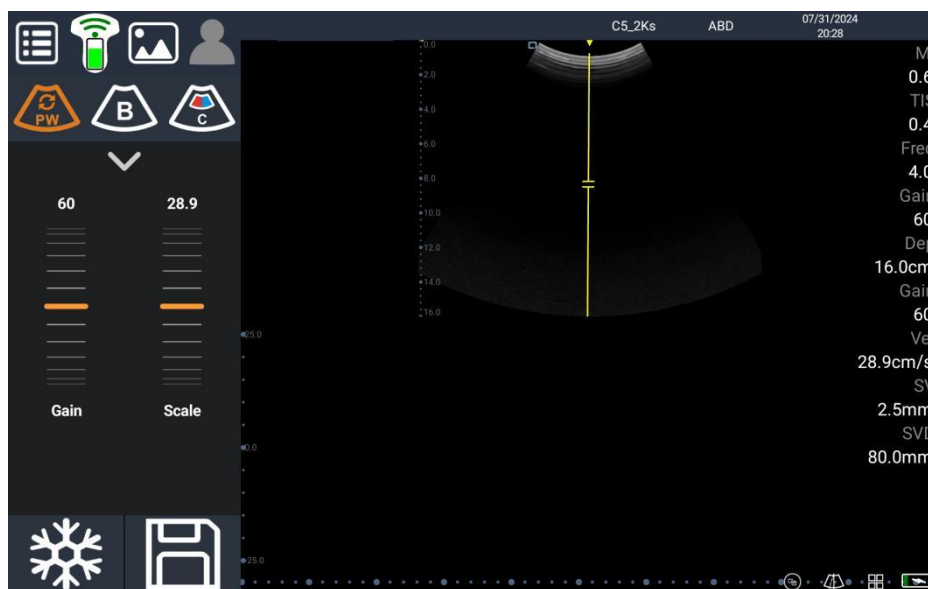 C5_2Ks ABD 07/31/2024
20:28
PW B C
60 28.9
Gain Scale
0.0
2.0
4.0
6.0
8.0
10.0
12.0
14.0
16.0
25.0
0.0
25.0
M
0.6
TIS
0.4
Freq
4.0
Gain
60
Dep
16.0cm
Gain
60
Ve
28.9cm/s
SV
2.5mm
SVD
80.0mm